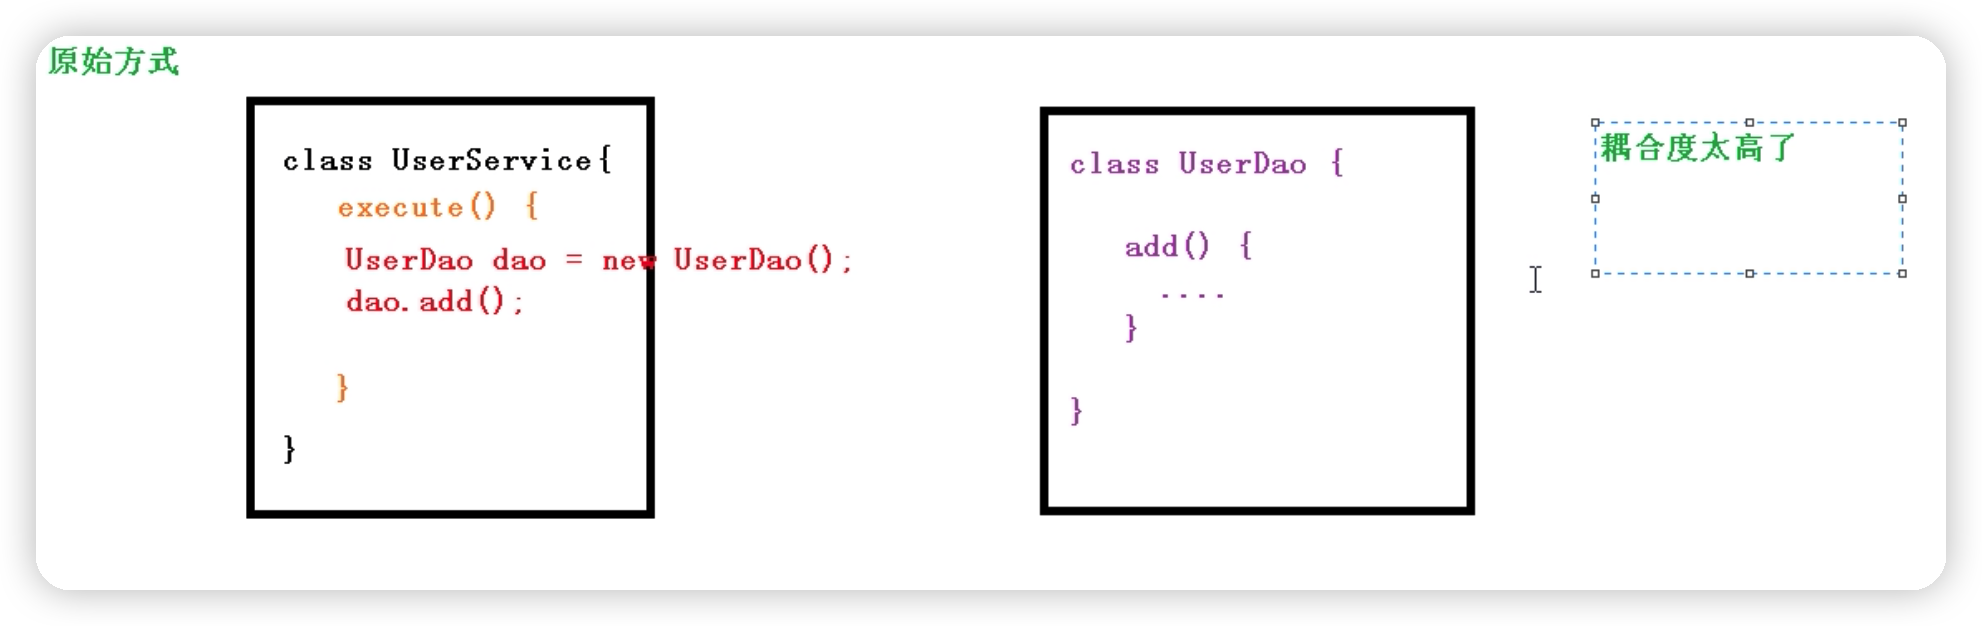 原始方式
class UserService{
execute() {
UserDao dao = new UserDao();
dao.add();
}
}
class UserDao {
add() {
....
}
}
耦合度太高了